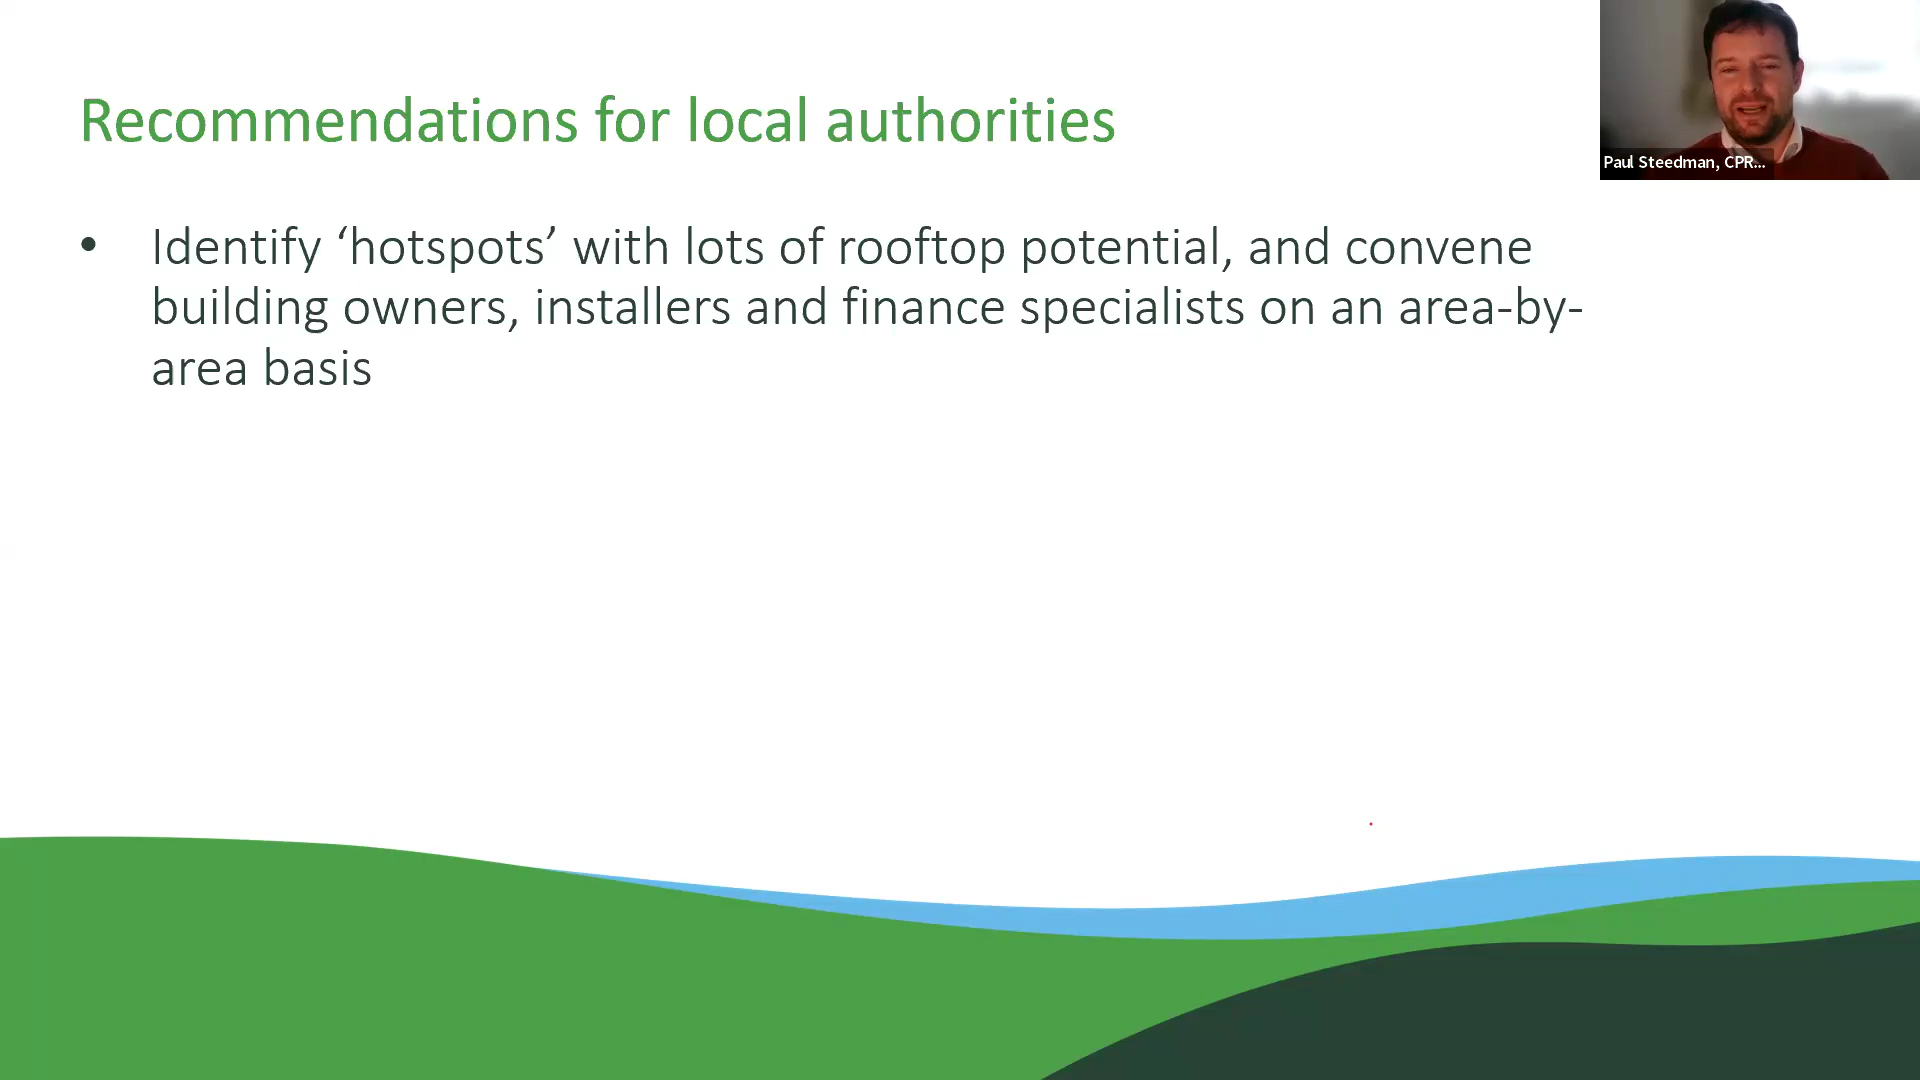 Recommendations for local authorities
Paul Steedman, CPR...
• Identify ‘hotspots’ with lots of rooftop potential, and convene
building owners, installers and finance specialists on an area-by-
area basis